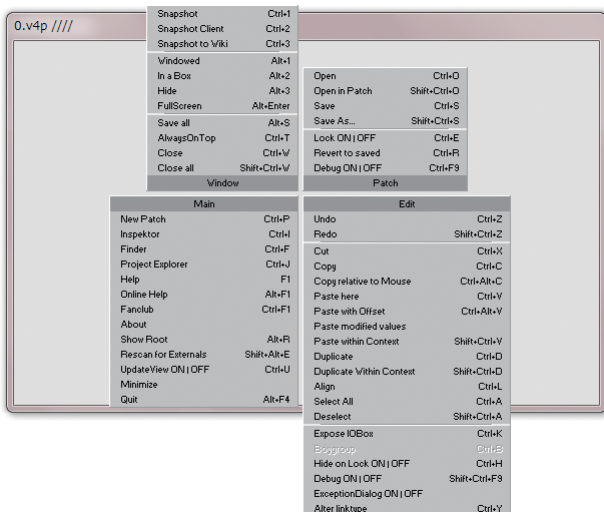 0.v4p ////
Snapshot Ctrl+1
Snapshot Client Ctrl+2
Snapshot to Wiki Ctrl+3
Windowed Alt+1
In a Box Alt+2
Hide Alt+3
FullScreen Alt+Enter
Save all Alt+S
AlwaysOnTop Ctrl+T
Close Ctrl+W
Close all Shift+Ctrl+W
Window
Open Ctrl+O
Open in Patch Shift+Ctrl+O
Save Ctrl+S
Save As... Shift+Ctrl+S
Lock ON | OFF Ctrl+E
Revert to saved Ctrl+R
Debug ON | OFF Ctrl+F9
Patch
Main
New Patch Ctrl+P
Inspektor Ctrl+I
Finder Ctrl+F
Project Explorer Ctrl+J
Help F1
Online Help Alt+F1
Fanclub Ctrl+F1
About
Show Root Alt+R
Rescan for Externals Shift+Alt+E
UpdateView ON | OFF Ctrl+U
Minimize
Quit Alt+F4
Edit
Undo Ctrl+Z
Redo Shift+Ctrl+Z
Cut Ctrl+X
Copy Ctrl+C
Copy relative to Mouse Ctrl+Alt+C
Paste here Ctrl+V
Paste with Offset Ctrl+Alt+V
Paste modified values
Paste within Context Shift+Ctrl+V
Duplicate Ctrl+D
Duplicate Within Context Shift+Ctrl+D
Align Ctrl+L
Select All Ctrl+A
Deselect Shift+Ctrl+A
Expose IOBox Ctrl+K
Boygroup Ctrl+B
Hide on Lock ON | OFF Ctrl+H
Debug ON | OFF Shift+Ctrl+F9
ExceptionDialog ON | OFF
Alter linktype Ctrl+Y